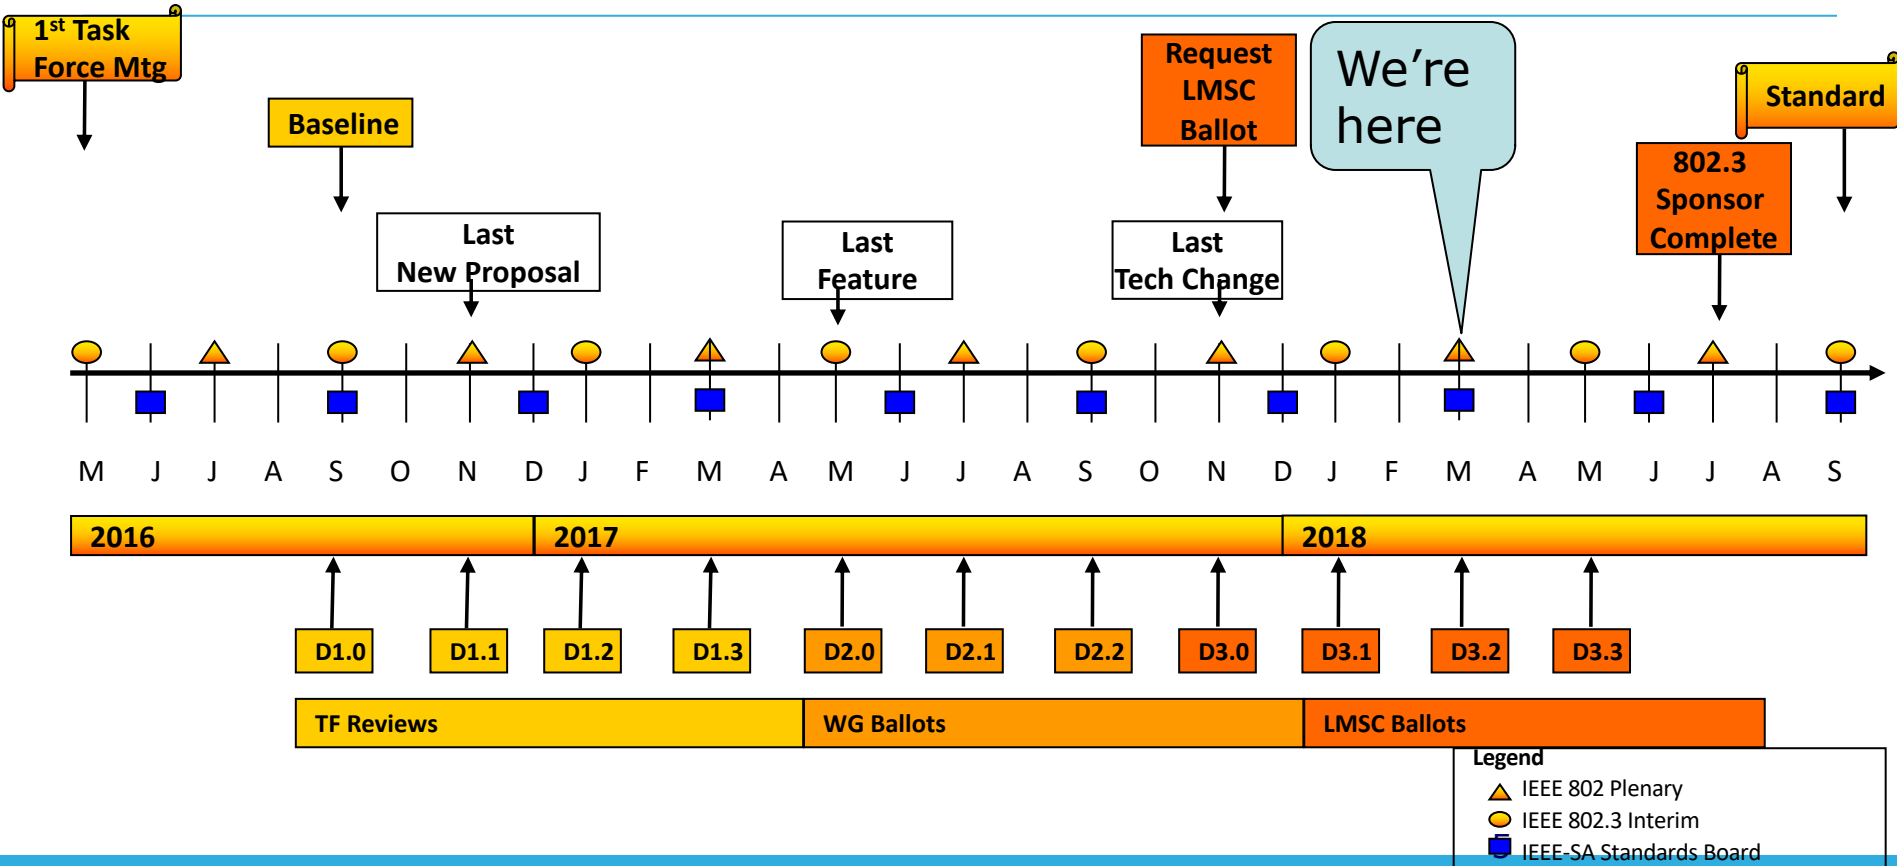 1st Task
Force Mtg
Baseline
Last
New Proposal
Last
Feature
Request
LMSC
Ballot
Last
Tech Change
We're
here
802.3
Sponsor
Complete
Standard
M J J A S O N D J F M A M J J A S O N D J F M A M J J A S
2016 2017 2018
D1.0 D1.1 D1.2 D1.3 D2.0 D2.1 D2.2 D3.0 D3.1 D3.2 D3.3
TF Reviews WG Ballots LMSC Ballots
Legend
IEEE 802 Plenary
IEEE 802.3 Interim
IEEE-SA Standards Board